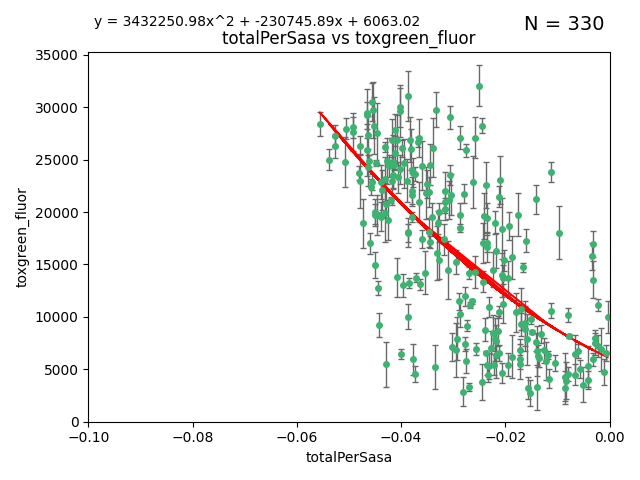 y = 3432250.98x^2 + -230745.89x + 6063.02
N = 330
totalPerSasa vs toxgreen_fluor
35000
30000
25000
20000
15000
10000
5000
0
toxgreen_fluor
−0.10
−0.08
−0.06
−0.04
−0.02
0.00
totalPerSasa